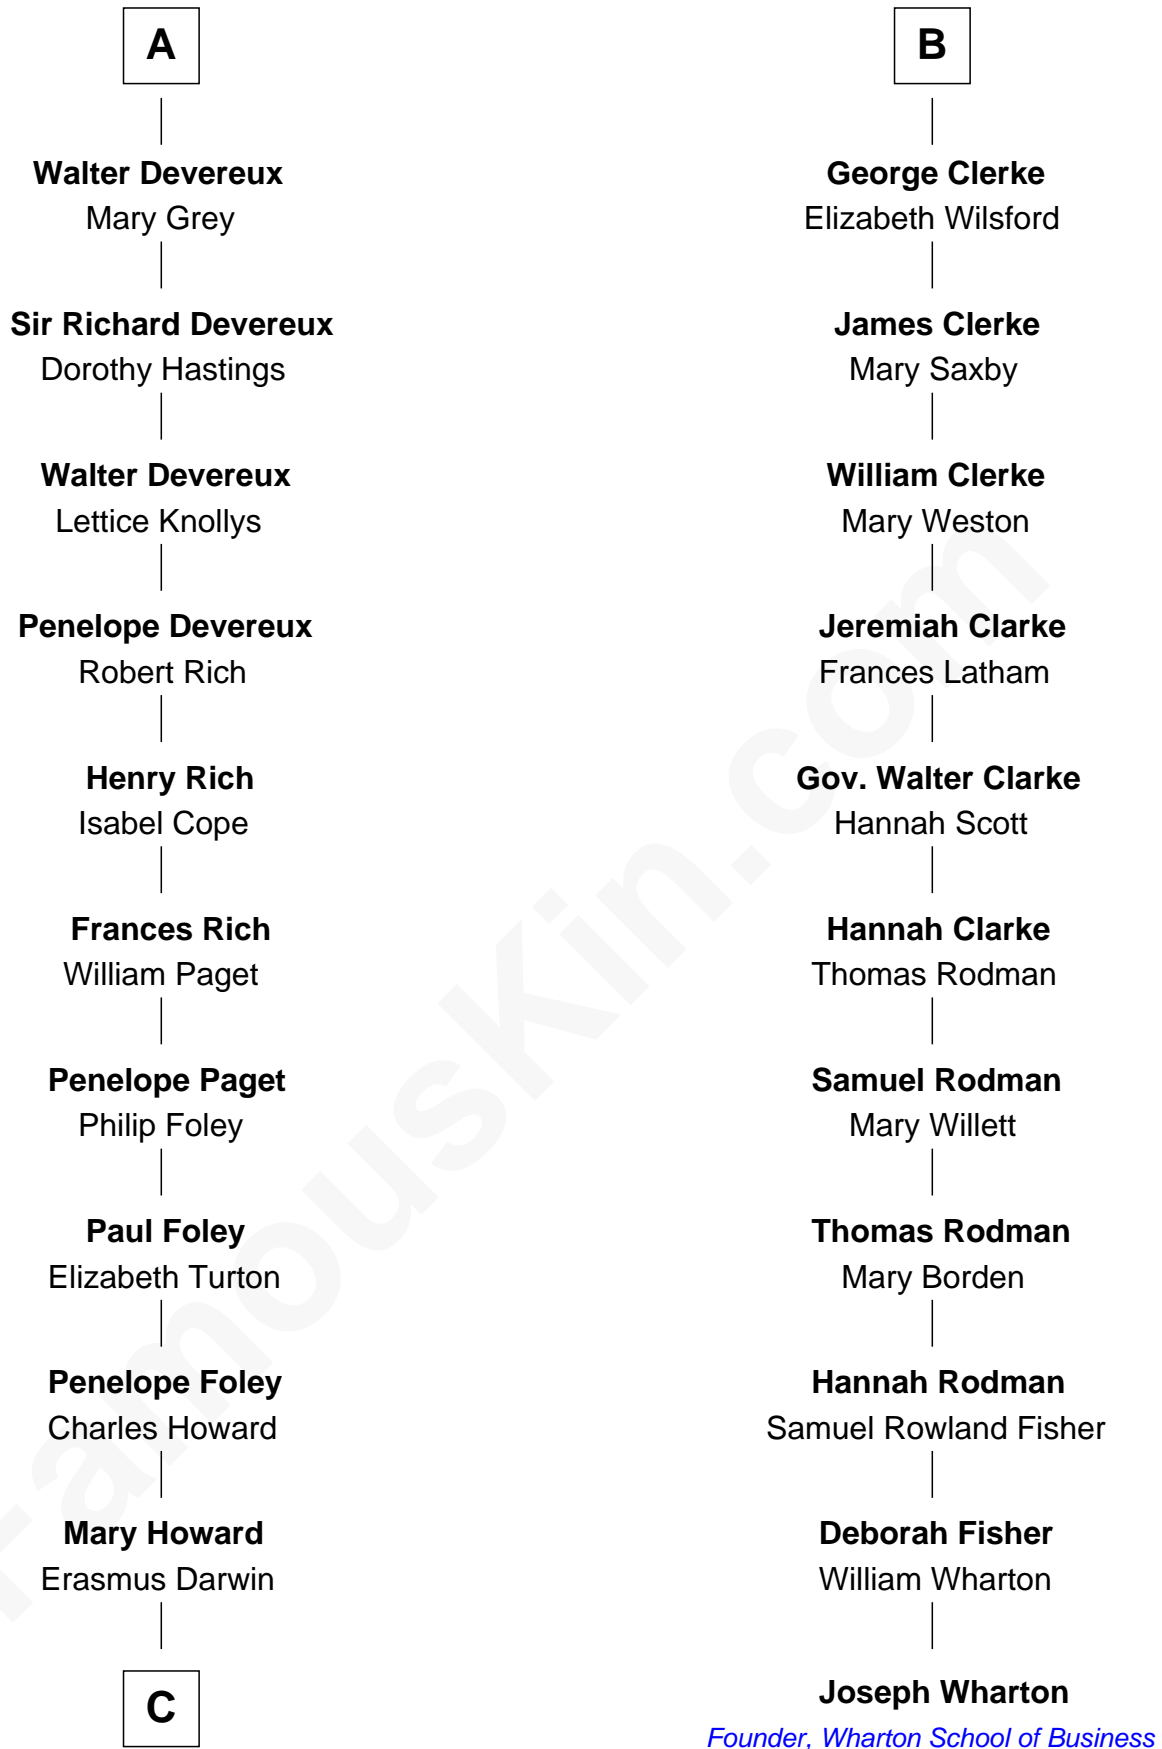 A
Walter Devereux
Mary Grey
Sir Richard Devereux
Dorothy Hastings
Walter Devereux
Lettice Knollys
Penelope Devereux
Robert Rich
Henry Rich
Isabel Cope
Frances Rich
William Paget
Penelope Paget
Philip Foley
Paul Foley
Elizabeth Turton
Penelope Foley
Charles Howard
Mary Howard
Erasmus Darwin
C
B
George Clerke
Elizabeth Wilsford
James Clerke
Mary Saxby
William Clerke
Mary Weston
Jeremiah Clarke
Frances Latham
Gov. Walter Clarke
Hannah Scott
Hannah Clarke
Thomas Rodman
Samuel Rodman
Mary Willett
Thomas Rodman
Mary Borden
Hannah Rodman
Samuel Rowland Fisher
Deborah Fisher
William Wharton
Joseph Wharton
Founder, Wharton School of Business
FamousKin.com